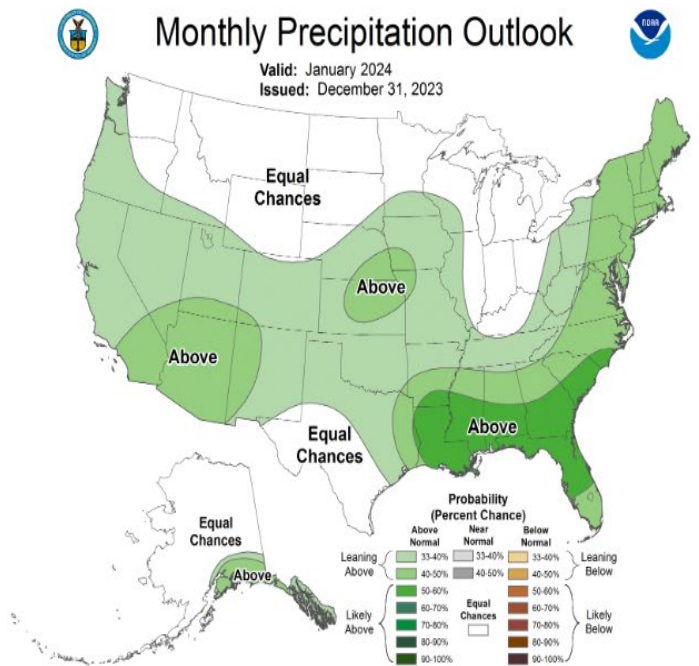 Monthly Precipitation Outlook
NOAA
Valid: January 2024
Issued: December 31, 2023
Equal
Chances
Above
Above
Above
Equal
Chances
Equal
Chances
Above
Probability
(Percent Chance)
Above
Normal
Near
Normal
Below
Normal
Leaning
Above
33-40%
33-40%
33-40%
Leaning
Below
40-50%
40-50%
40-50%
Likely
Above
50-60%
50-60%
Likely
Below
60-70%
Equal
Chances
60-70%
70-80%
70-80%
80-90%
80-90%
90-100%
90-100%